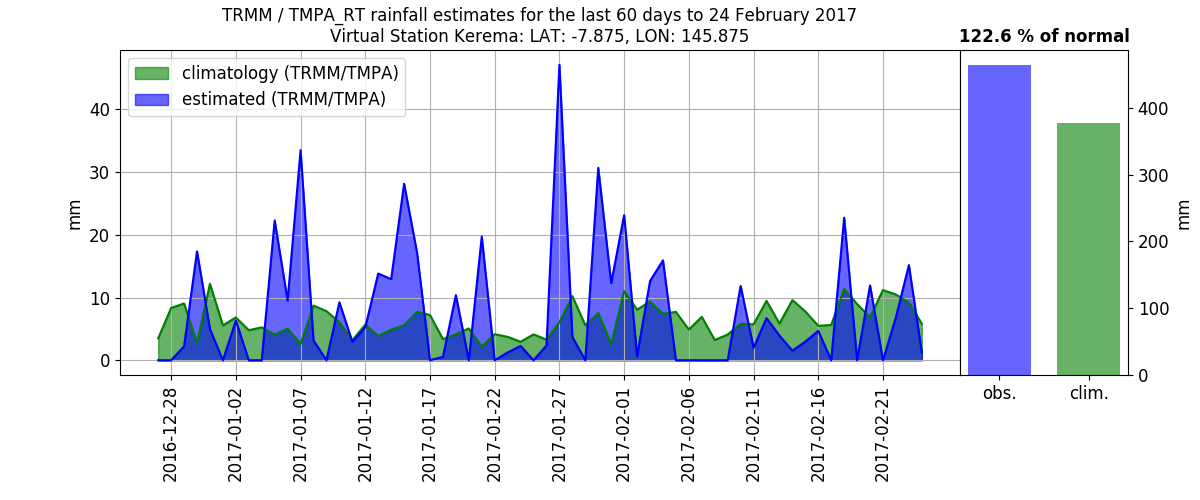 TRMM / TMPA_RT rainfall estimates for the last 60 days to 24 February 2017
Virtual Station Kerema: LAT: -7.875, LON: 145.875
122.6 % of normal
climatology (TRMM/TMPA)
estimated (TRMM/TMPA)
mm
40
30
20
10
0
2016-12-28
2017-01-02
2017-01-07
2017-01-12
2017-01-17
2017-01-22
2017-01-27
2017-02-01
2017-02-06
2017-02-11
2017-02-16
2017-02-21
400
300
200
100
0
mm
obs.
clim.